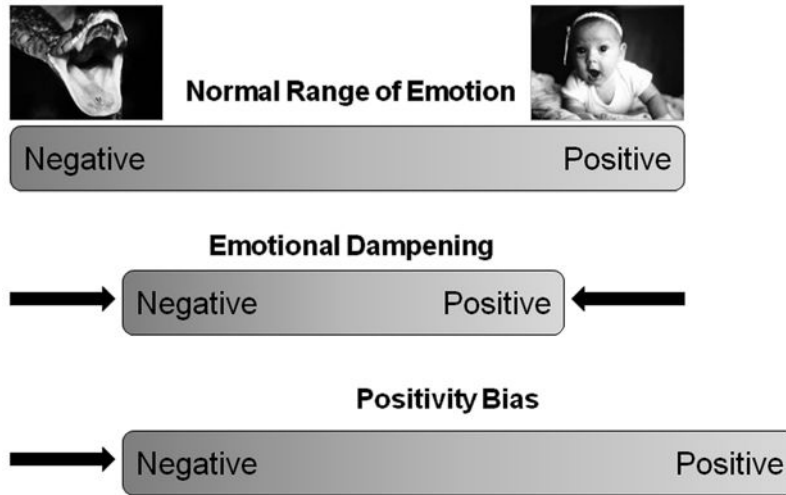 Normal Range of Emotion
Negative Positive
Emotional Dampening
Negative Positive
Positivity Bias
Negative Positive